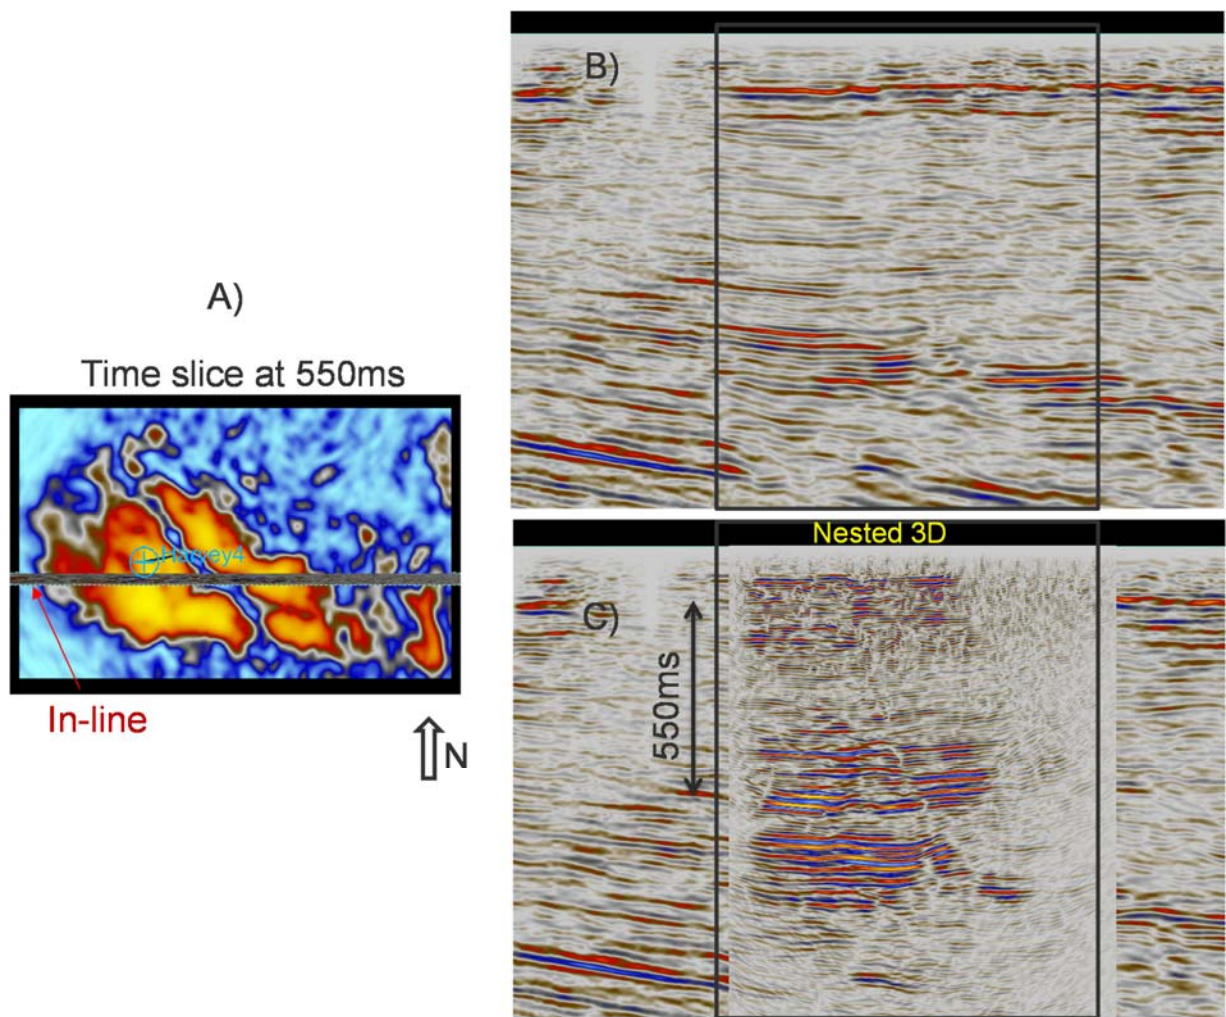 A)
Time slice at 550ms
Harvey4
In-line
N
B)
Nested 3D
C)
550ms